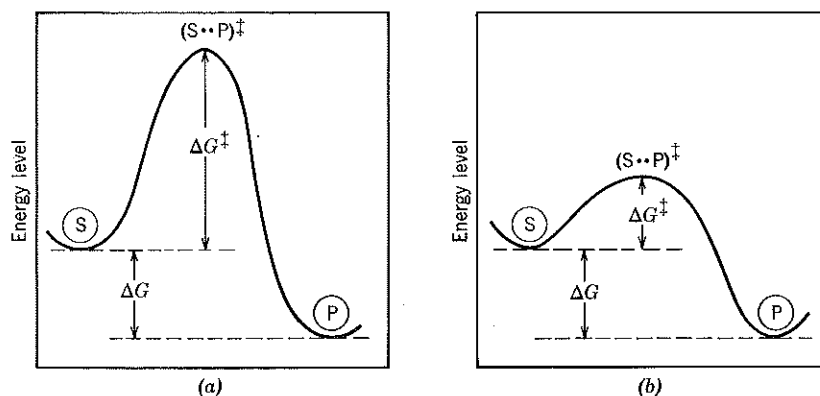 (S··P)‡
Energy level
ΔG‡
S
ΔG
P
(a)
(S··P)‡
Energy level
ΔG‡
S
ΔG
P
(b)